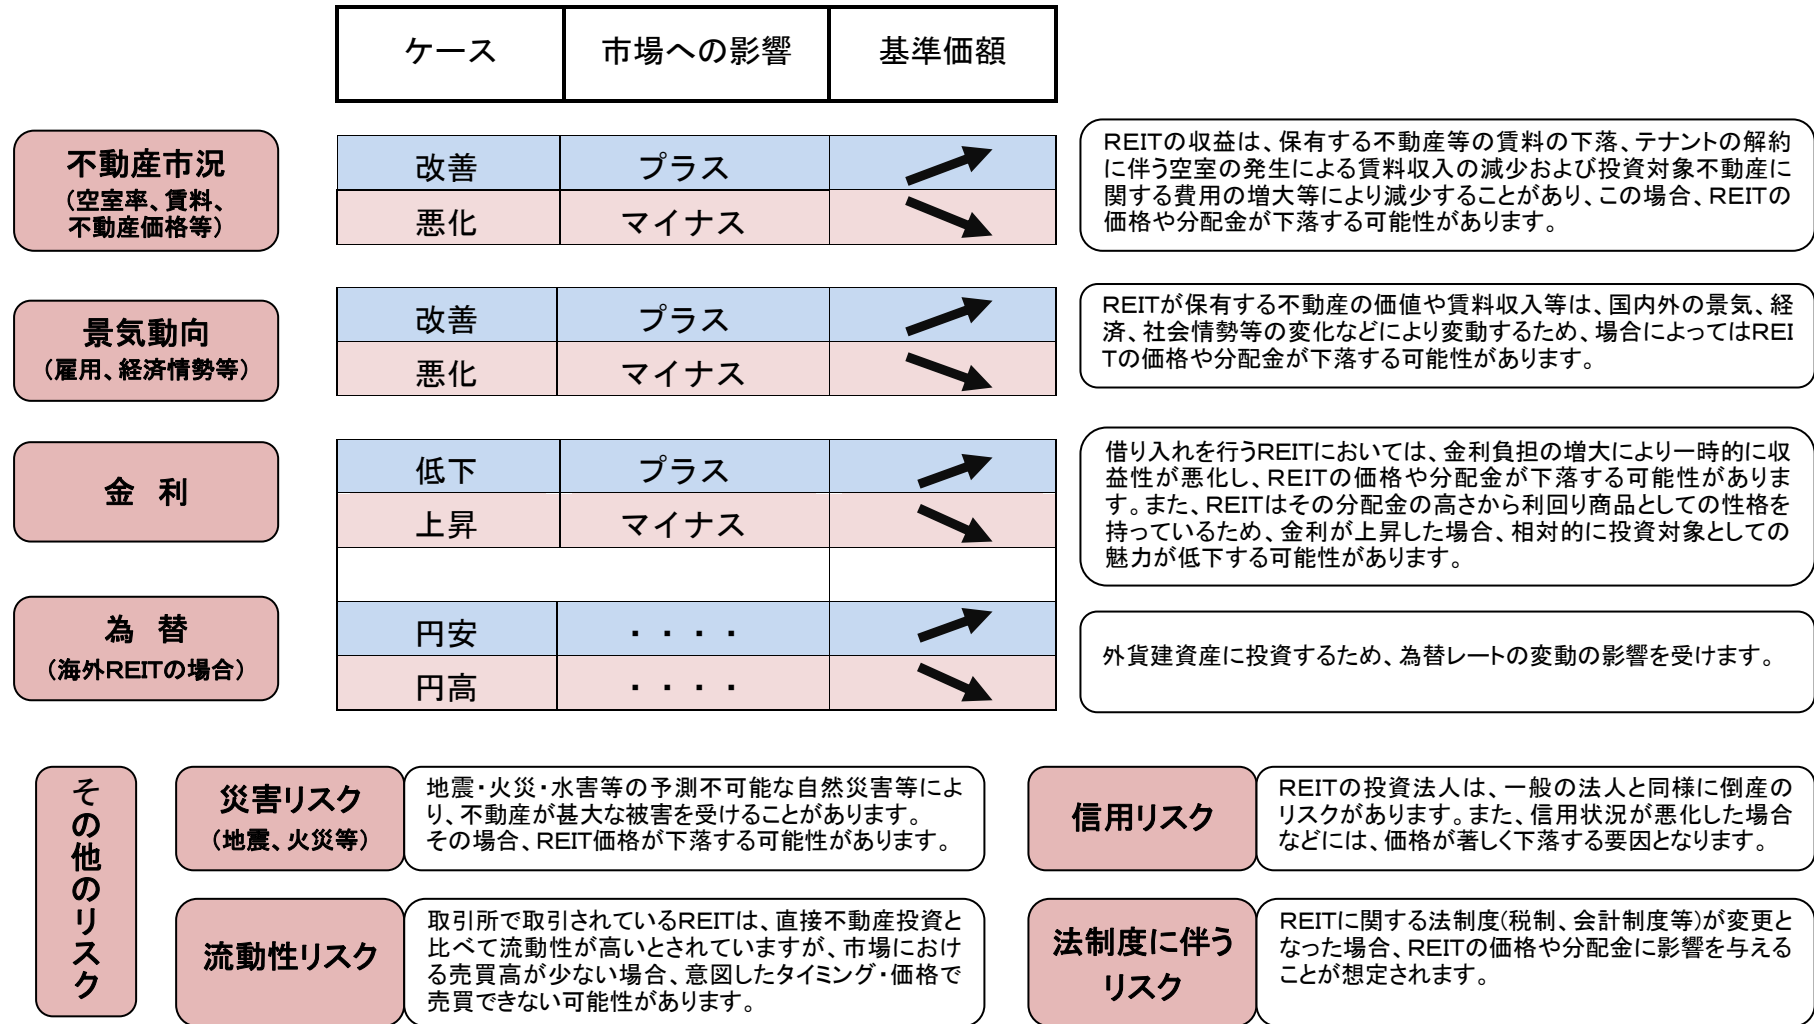 ケース 市場への影響 基準価額
不動産市況
（空室率、賃料、
不動産価格等）
改善 プラス
悪化 マイナス
REITの収益は、保有する不動産等の賃料の下落、テナントの解約
に伴う空室の発生による賃料収入の減少および投資対象不動産に
関する費用の増大等により減少することがあり、この場合、REITの
価格や分配金が下落する可能性があります。
景気動向
（雇用、経済情勢等）
改善 プラス
悪化 マイナス
REITが保有する不動産の価値や賃料収入等は、国内外の景気、経
済、社会情勢等の変化などにより変動するため、場合によってはREI
Tの価格や分配金が下落する可能性があります。
金 利
低下 プラス
上昇 マイナス
借り入れを行うREITにおいては、金利負担の増大により一時的に収
益性が悪化し、REITの価格や分配金が下落する可能性がありま
す。また、REITはその分配金の高さから利回り商品としての性格を
持っているため、金利が上昇した場合、相対的に投資対象としての
魅力が低下する可能性があります。
為 替
（海外REITの場合）
円安 ・・・・
円高 ・・・・
外貨建資産に投資するため、為替レートの変動の影響を受けます。
その他のリスク
災害リスク
（地震、火災等）
地震・火災・水害等の予測不可能な自然災害等によ
り、不動産が甚大な被害を受けることがあります。
その場合、REIT価格が下落する可能性があります。
信用リスク
REITの投資法人は、一般の法人と同様に倒産の
リスクがあります。また、信用状況が悪化した場合
などには、価格が著しく下落する要因となります。
流動性リスク
取引所で取引されているREITは、直接不動産投資と
比べて流動性が高いとされていますが、市場におけ
る売買高が少ない場合、意図したタイミング・価格で
売買できない可能性があります。
法制度に伴う
リスク
REITに関する法制度(税制、会計制度等)が変更と
なった場合、REITの価格や分配金に影響を与える
ことが想定されます。